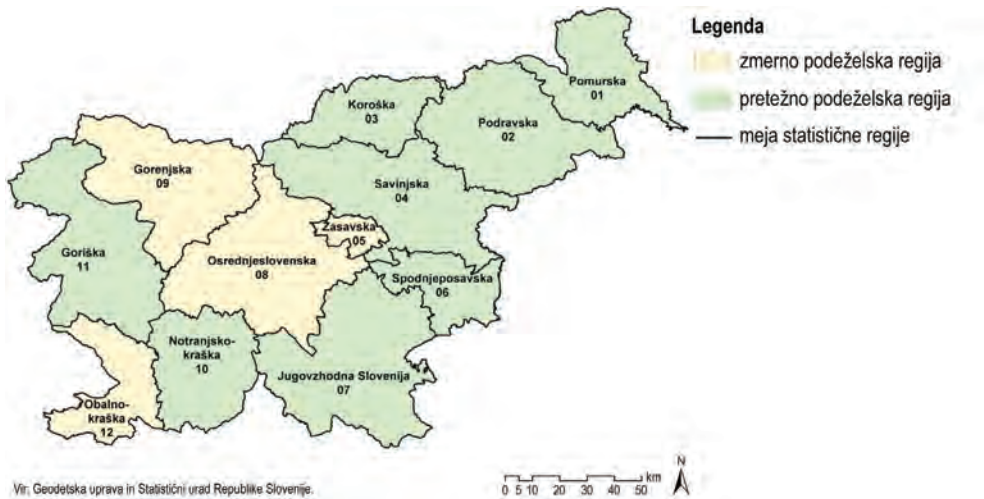 Legenda
zmerno podeželska regija
pretežno podeželska regija
meja statistične regije
Pomurska
01
Koroška
03
Podravska
02
Gorenjska
09
Savinjska
04
Zasavska
05
Goriška
11
Osrednjeslovenska
08
Spodnjeposavska
06
Notranjsko-
kraška
10
Jugovzhodna Slovenija
07
Obalno-
kraška
12
Vir: Geodetska uprava in Statistični urad Republike Slovenije.
0 5 10 20 30 40 50 km
N